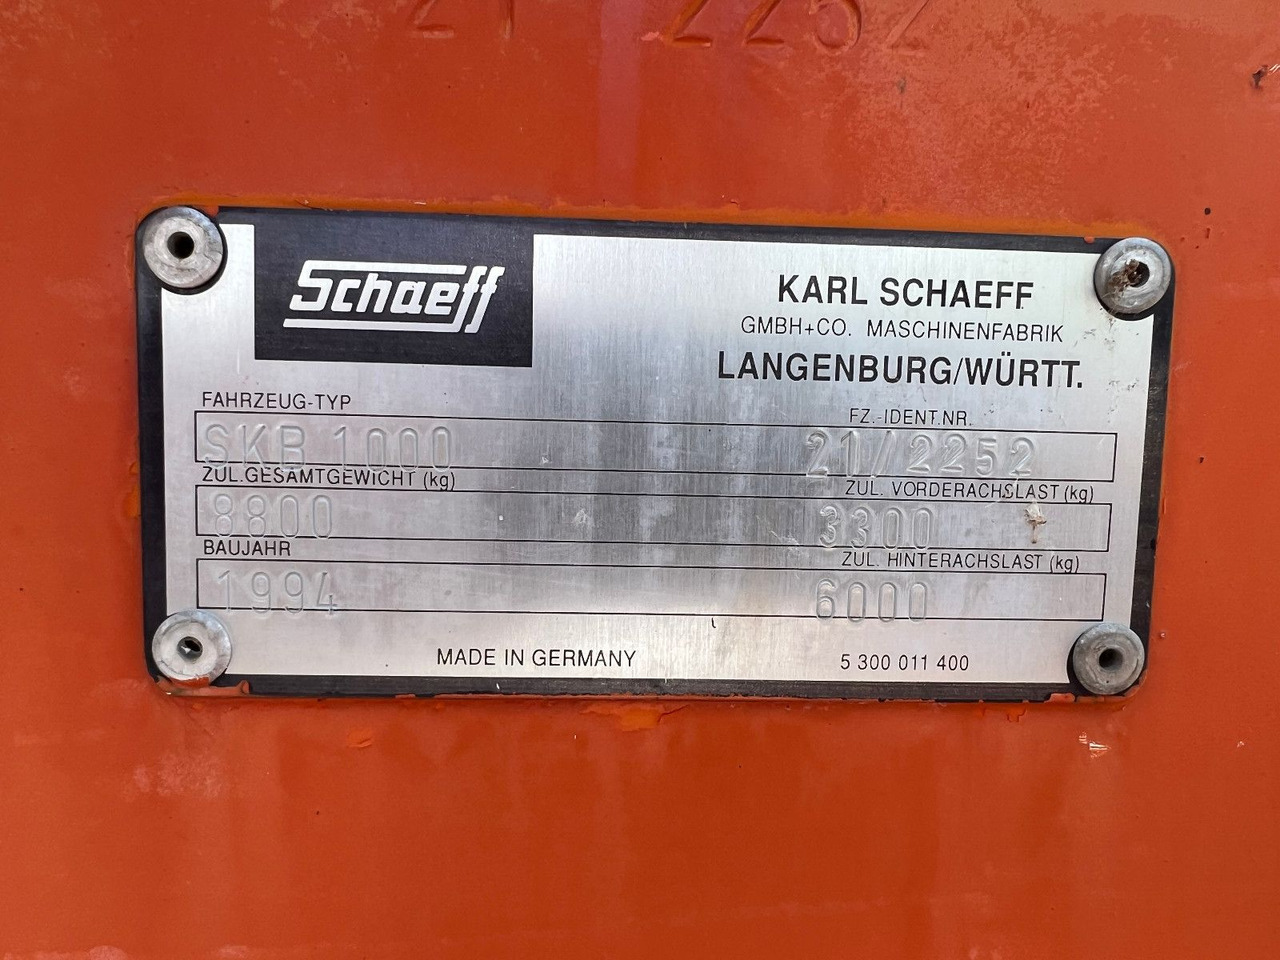 21 2252
Schaeff
KARL SCHAEFF
GMBH+CO. MASCHINENFABRIK
LANGENBURG/WÜRTT.
FAHRZEUG-TYP
FZ.-IDENT.NR.
SKB 1000
21/2252
ZUL.GESAMTGEWICHT (kg)
ZUL. VORDERACHSLAST (kg)
8800
3300
BAUJAHR
ZUL. HINTERACHSLAST (kg)
1994
6000
MADE IN GERMANY
5 300 011 400